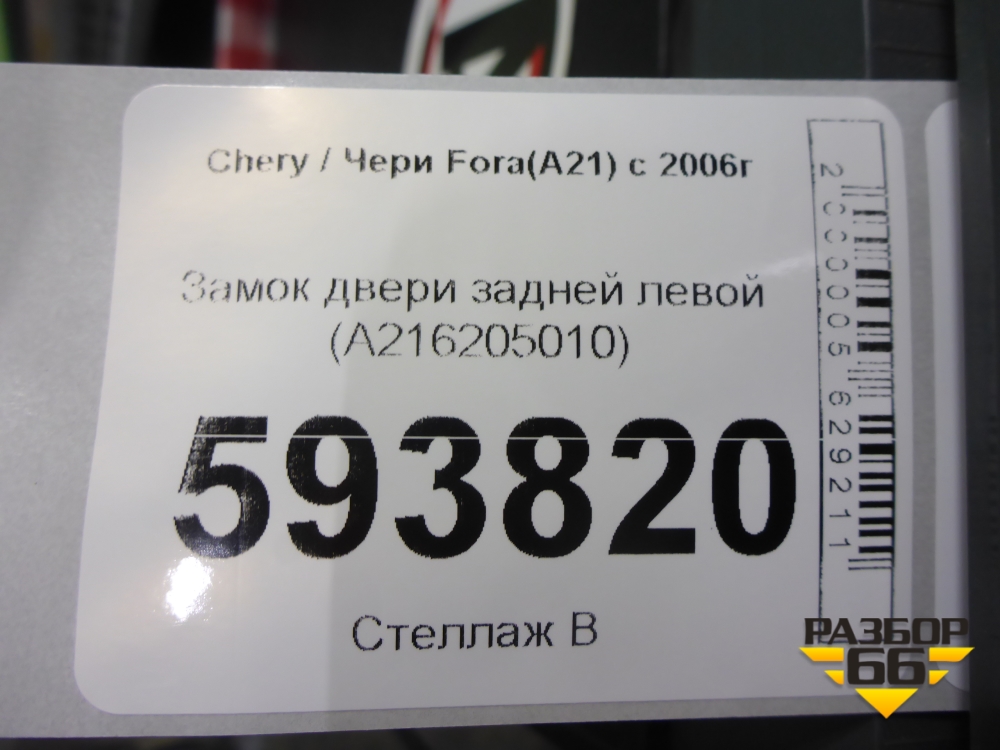 Chery / Чери Fora(A21) с 2006г
Замок двери задней левой
(A216205010)
593820
Стеллаж В
2000005629211
РАЗБОР
66